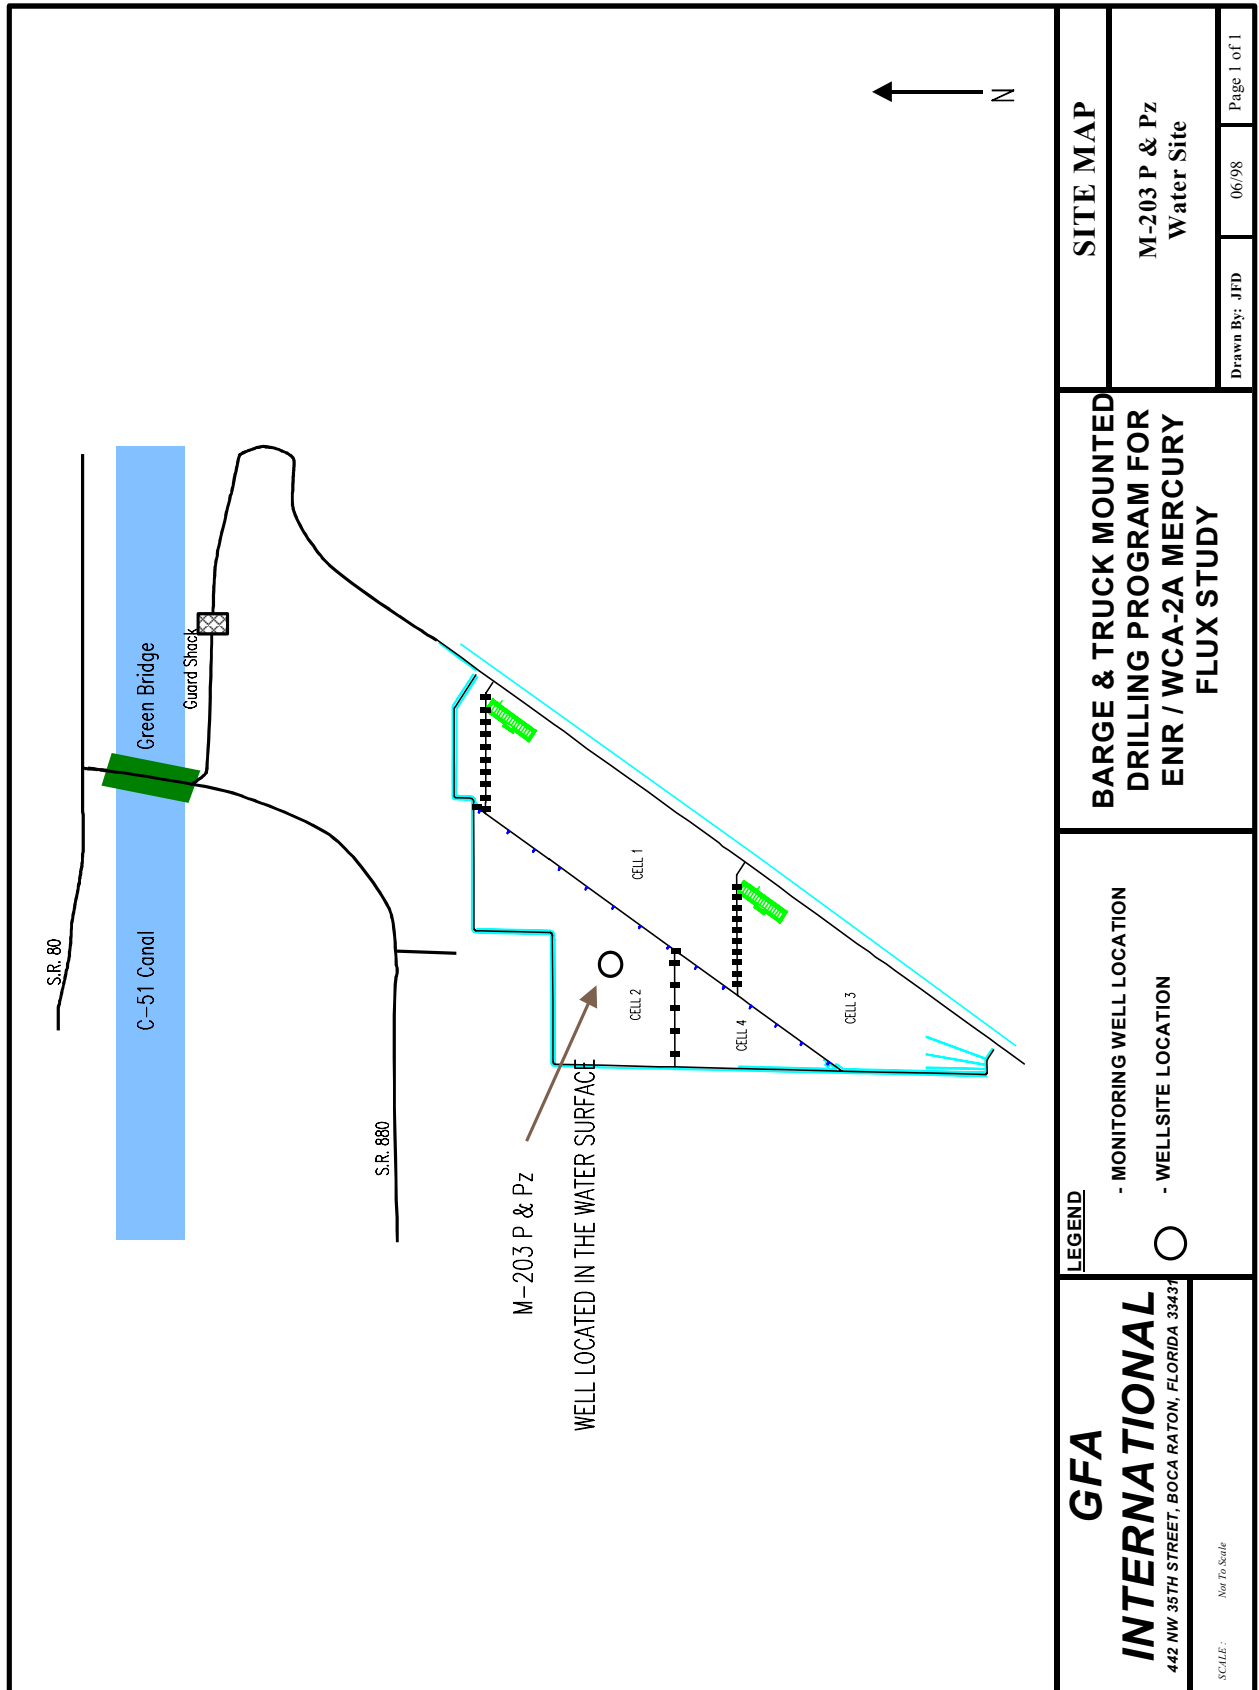 S.R. 80
C-51 Canal
Green Bridge
Guard Shack
S.R. 880
N
CELL 1
CELL 2
CELL 4
CELL 3
M-203 P & Pz
WELL LOCATED IN THE WATER SURFACE
GFA
INTERNATIONAL
442 NW 35TH STREET, BOCA RATON, FLORIDA 33431
SCALE : Not To Scale
LEGEND
- MONITORING WELL LOCATION
- WELLSITE LOCATION
BARGE & TRUCK MOUNTED
DRILLING PROGRAM FOR
ENR / WCA-2A MERCURY
FLUX STUDY
SITE MAP
M-203 P & Pz
Water Site
Drawn By: JFD
06/98
Page 1 of 1